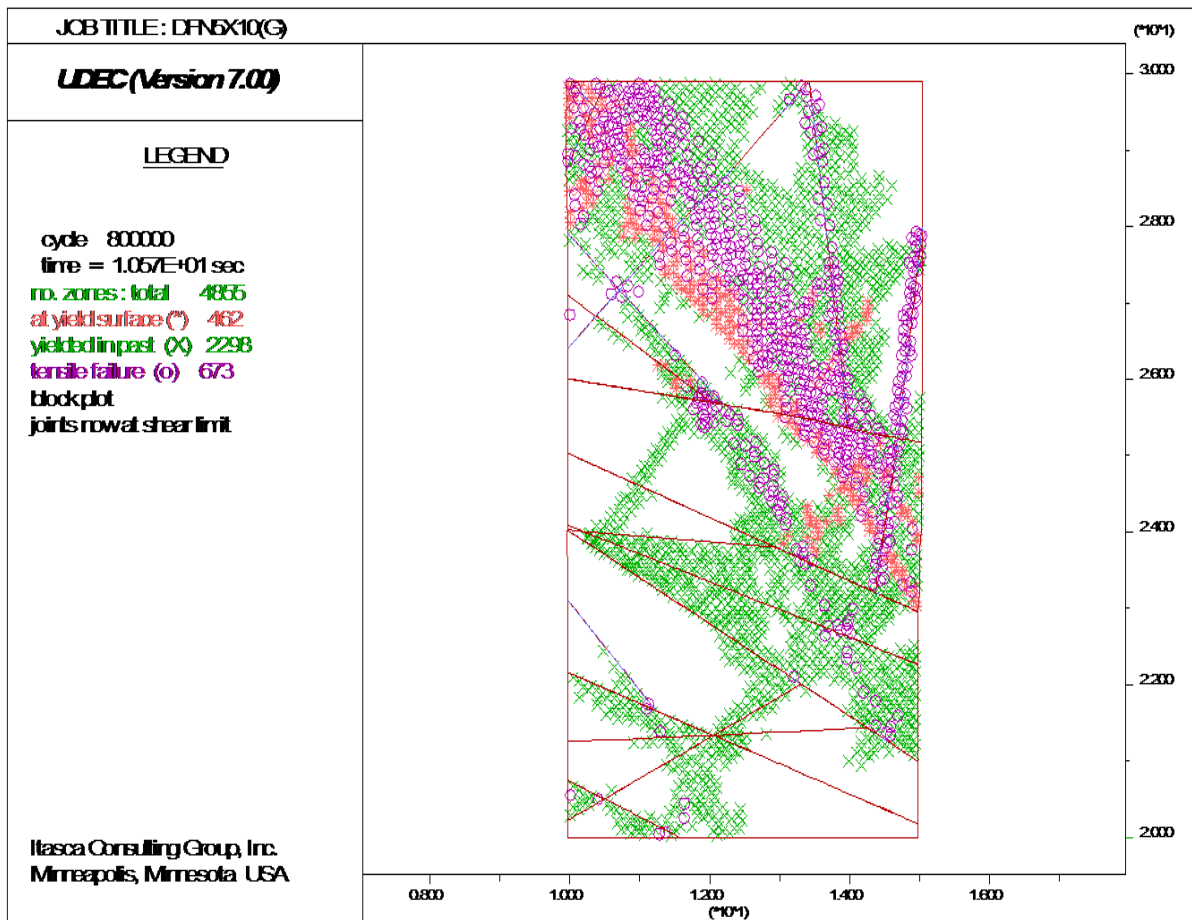 JOB TITLE : DFN5X10(G)
(*10^1)
UDEC (Version 7.00)
LEGEND
cycle 800000
time = 1.057E+01 sec
no. zones : total 4855
at yield surface (*) 462
yielded in past (X) 2298
tensile failure (o) 673
block plot
joints now at shear limit
Itasca Consulting Group, Inc.
Minneapolis, Minnesota USA
3.000
2.800
2.600
2.400
2.200
2.000
0.800 1.000 1.200 1.400 1.600
(*10^1)